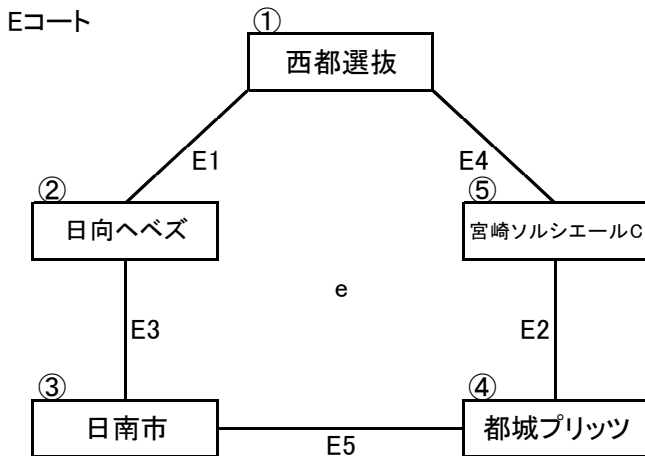 Eコート
①
西都選抜
E1
E4
②
日向ヘベズ
⑤
宮崎ソルシエールC
e
E3
E2
③
日南市
④
都城ブリッツ
E5